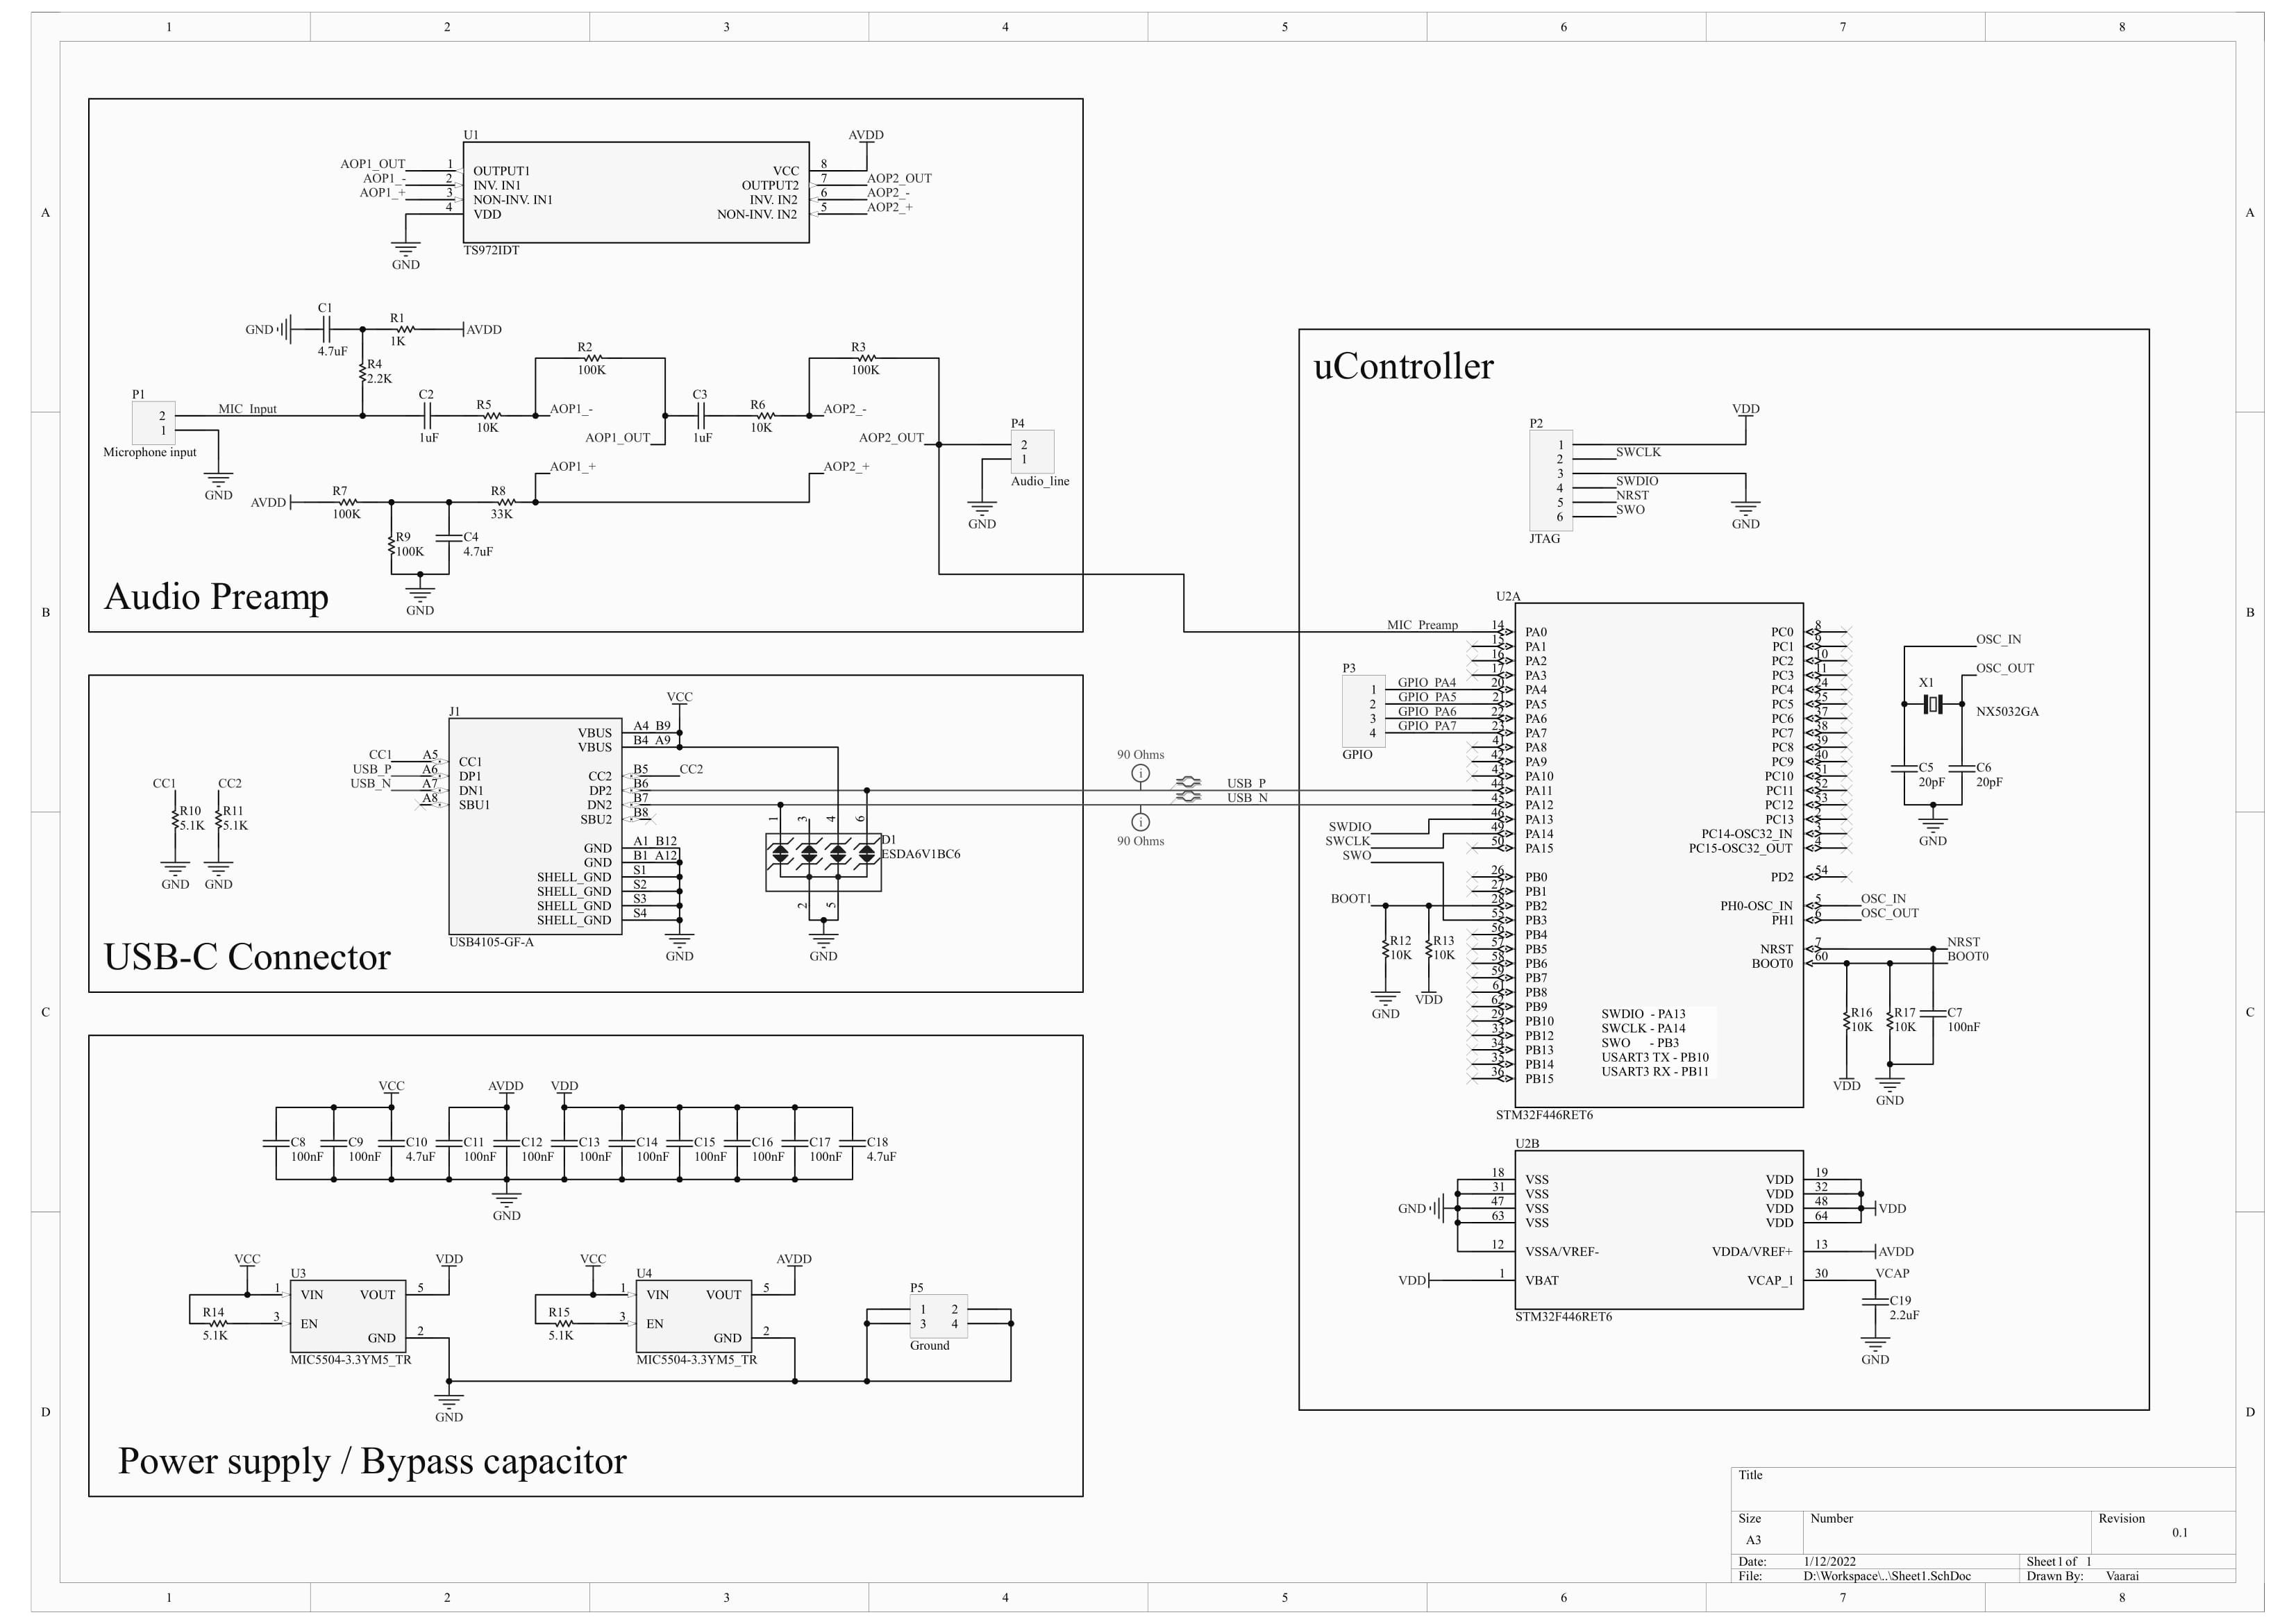 1 2 3 4 5 6 7 8
A A
B B
C C
D D
U1
AOP1_OUT 1 OUTPUT1
AOP1_- 2 INV. IN1
AOP1_+ 3 NON-INV. IN1
4 VDD
GND
AVDD
VCC 8
OUTPUT2 7 AOP2_OUT
INV. IN2 6 AOP2_-
NON-INV. IN2 5 AOP2_+
TS972IDT
GND
C1
4.7uF
R1
1K
AVDD
R4
2.2K
P1
2
1
Microphone input
MIC_Input
GND
C2
1uF
R5
10K
AOP1_-
R2
100K
AOP1_OUT
C3
1uF
R6
10K
AOP2_-
R3
100K
AOP2_OUT
P4
2
1
Audio_line
GND
AVDD
R7
100K
R8
33K
AOP1_+
AOP2_+
R9
100K
C4
4.7uF
GND
Audio Preamp
CC1
R10
5.1K
GND
CC2
R11
5.1K
GND
J1
CC1 A5 CC1
USB_P A6 DP1
USB_N A7 DN1
A8 SBU1
VCC
VBUS A4 B9
VBUS B4 A9
CC2 B5 CC2
DP2 B6
DN2 B7
SBU2 B8
GND A1 B12
GND B1 A12
SHELL_GND S1
SHELL_GND S2
SHELL_GND S3
SHELL_GND S4
USB4105-GF-A
GND
1 3 4 6
D1
ESDA6V1BC6
2 5
GND
90 Ohms
i
i
90 Ohms
USB_P
USB_N
USB-C Connector
VCC AVDD VDD
C8
100nF
C9
100nF
C10
4.7uF
C11
100nF
C12
100nF
C13
100nF
C14
100nF
C15
100nF
C16
100nF
C17
100nF
C18
4.7uF
GND
VCC
U3
R14
5.1K
1 VIN
3 EN
VOUT 5
GND 2
VDD
MIC5504-3.3YM5_TR
GND
VCC
U4
R15
5.1K
1 VIN
3 EN
VOUT 5
GND 2
AVDD
MIC5504-3.3YM5_TR
P5
1 2
3 4
Ground
Power supply / Bypass capacitor
uController
P2
1
2 SWCLK
3
4 SWDIO
5 NRST
6 SWO
JTAG
VDD
GND
U2A
MIC_Preamp 14 PA0
15 PA1
16 PA2
17 PA3
P3
1 GPIO_PA4 20 PA4
2 GPIO_PA5 21 PA5
3 GPIO_PA6 22 PA6
4 GPIO_PA7 23 PA7
GPIO
41 PA8
42 PA9
43 PA10
44 PA11
45 PA12
SWDIO 46 PA13
SWCLK 49 PA14
50 PA15
SWO
26 PB0
27 PB1
BOOT1 28 PB2
55 PB3
56 PB4
57 PB5
58 PB6
59 PB7
61 PB8
62 PB9
29 PB10
33 PB12
34 PB13
35 PB14
36 PB15
R12
10K
GND
R13
10K
VDD
PC0 8
PC1 9
PC2 10
PC3 11
PC4 24
PC5 25
PC6 37
PC7 38
PC8 39
PC9 40
PC10 51
PC11 52
PC12 53
PC13 2
PC14-OSC32_IN 3
PC15-OSC32_OUT 4
PD2 54
PH0-OSC_IN 5 OSC_IN
PH1 6 OSC_OUT
NRST 7 NRST
BOOT0 60 BOOT0
SWDIO - PA13
SWCLK - PA14
SWO - PB3
USART3 TX - PB10
USART3 RX - PB11
STM32F446RET6
OSC_IN
OSC_OUT
X1
NX5032GA
C5
20pF
C6
20pF
GND
R16
10K
R17
10K
C7
100nF
VDD
GND
U2B
18 VSS
31 VSS
47 VSS
63 VSS
GND
12 VSSA/VREF-
VDD 1 VBAT
VDD 19
VDD 32
VDD 48
VDD 64
VDD
VDDA/VREF+ 13 AVDD
VCAP_1 30 VCAP
C19
2.2uF
GND
STM32F446RET6
Title
Size
A3
Number
Revision
0.1
Date: 1/12/2022 Sheet1 of 1
File: D:\Workspace\..\Sheet1.SchDoc Drawn By: Vaarai
1 2 3 4 5 6 7 8